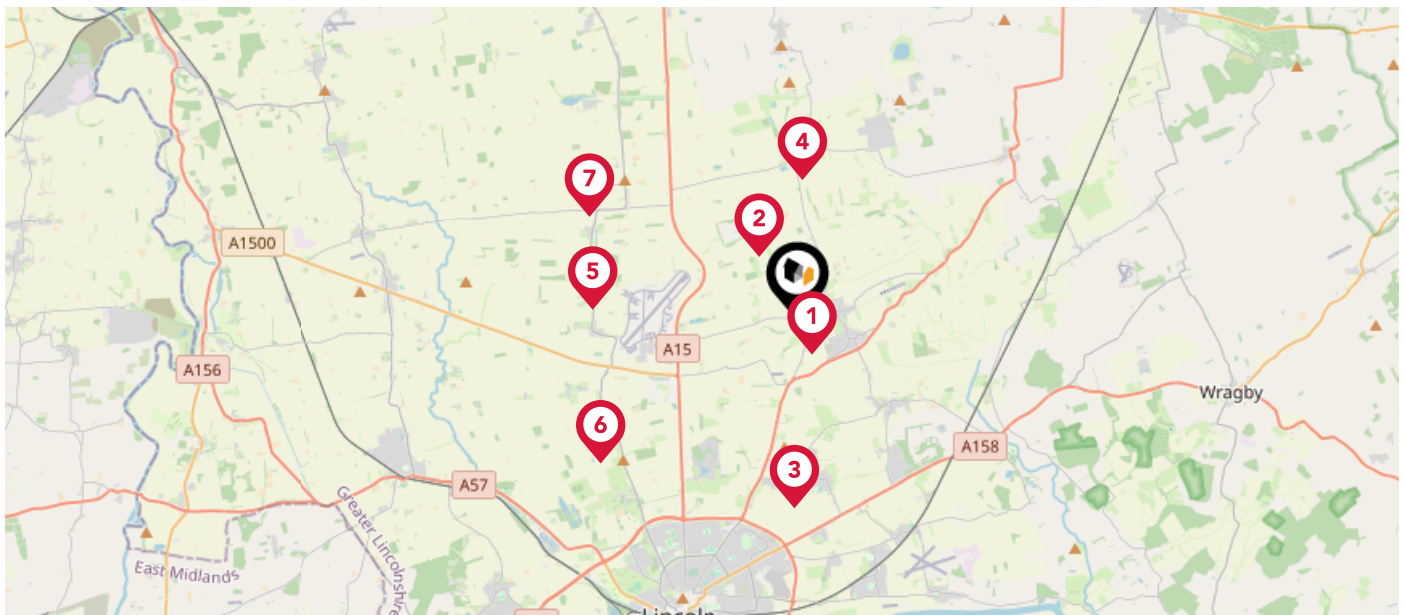 4
7
2
A1500
5
1
A15
A156
Wragby
6
A158
3
A57
Greater Lincolnshire
East Midlands
Lincoln